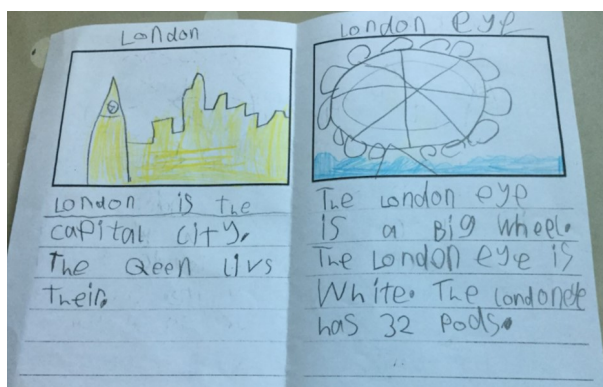 London
London is the
capital city.
The Qeen livs
Their.
London eye
The London eye
is a Big wheel.
The London eye is
White. The londoneye
has 32 Pods.